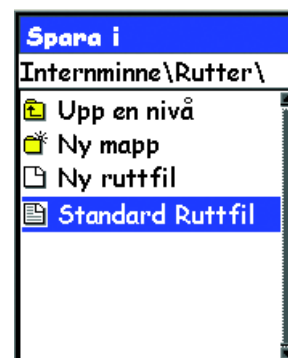 Spara i
Internminne\Rutter\
Upp en nivå
Ny mapp
Ny ruttfil
Standard Ruttfil